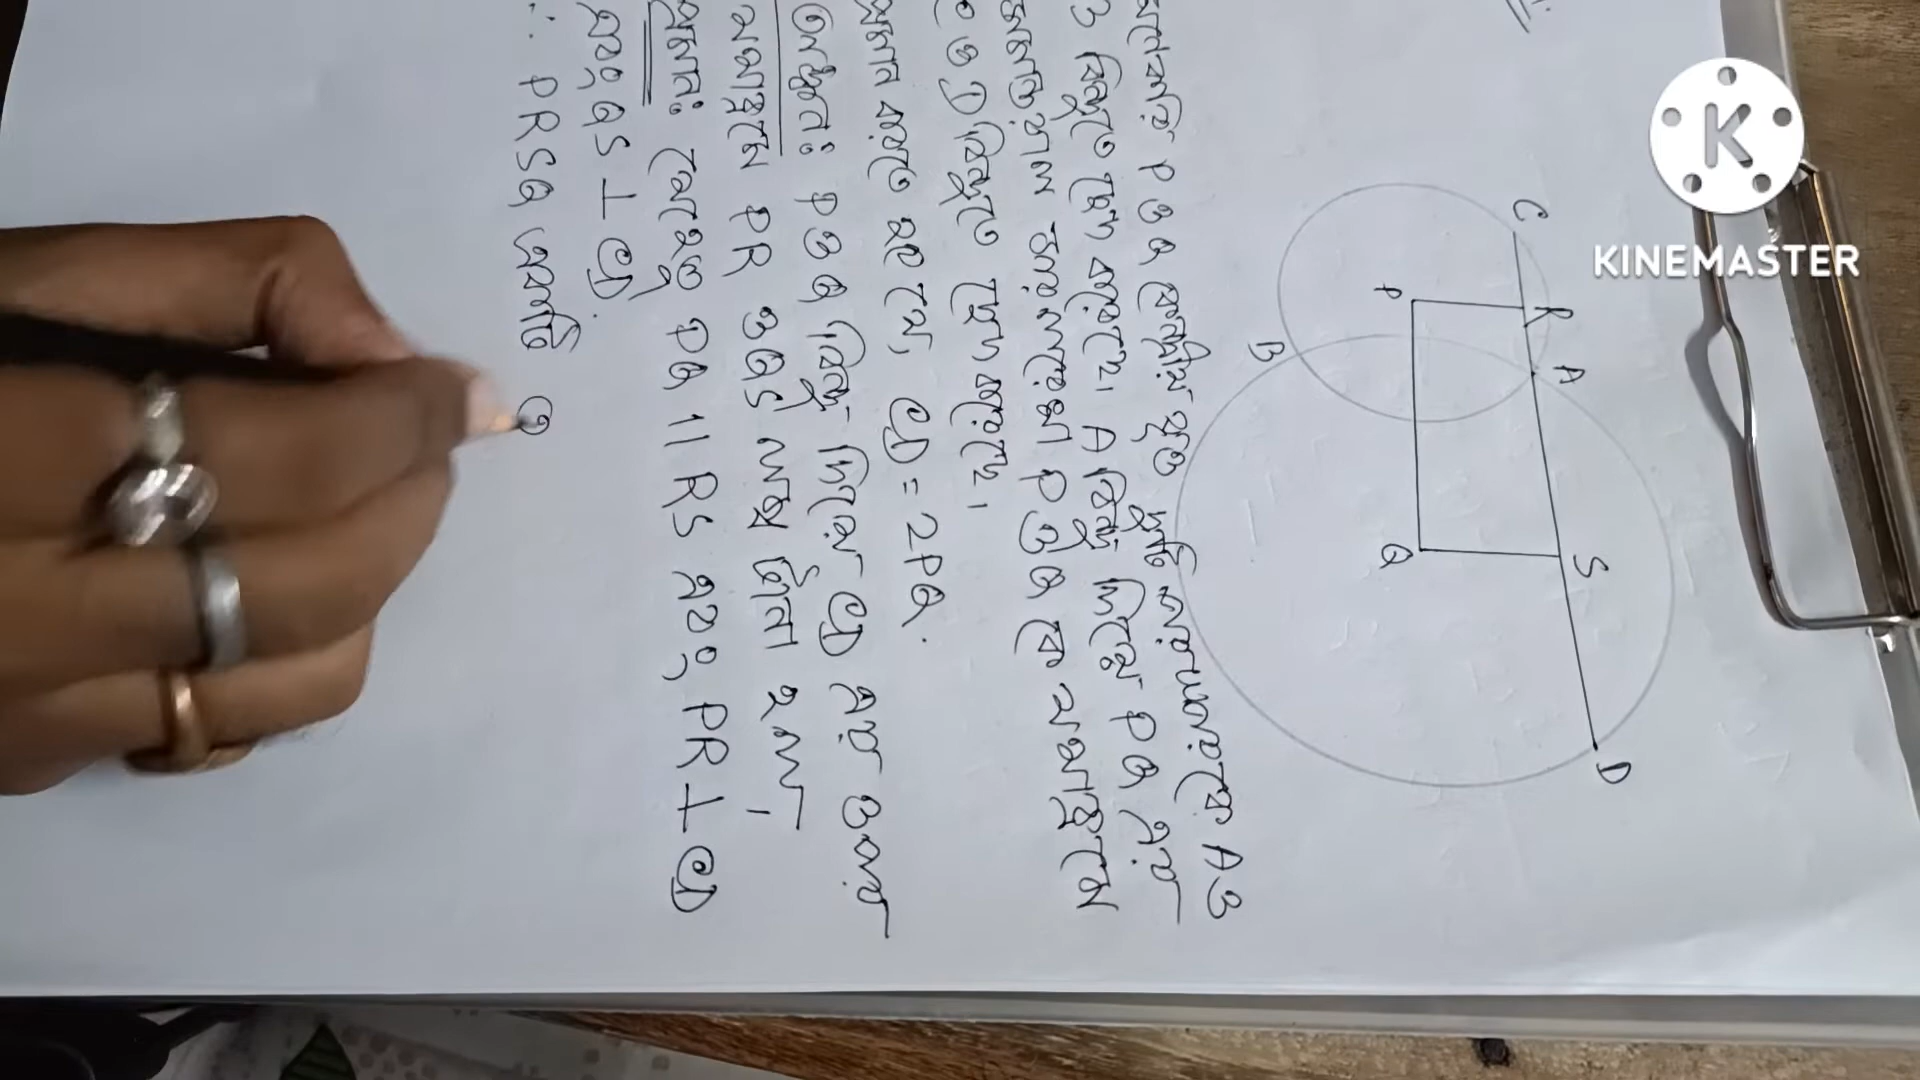 মনেকরি P ও Q কেন্দ্রীয় বৃত্ত দুটি পরস্পরকে A ও
B বিন্দুতে ছেদ করেছে। A বিন্দু দিয়ে PQ এর
সমান্তরাল সরলরেখা P ও Q কে যথাক্রমে
C ও D বিন্দুতে ছেদ করেছে।
প্রমাণ করতে হবে যে, CD = 2PQ.
অঙ্কন: P ও Q বিন্দু দিয়ে CD এর ওপর
যথাক্রমে PR ও QS লম্ব টানা হল।
প্রমাণ: যেহেতু PQ || RS এবং, PR ⊥ CD
এবং, QS ⊥ CD.
∴ PRSQ একটি
C
R
P
A
B
S
Q
D
K
KINEMASTER